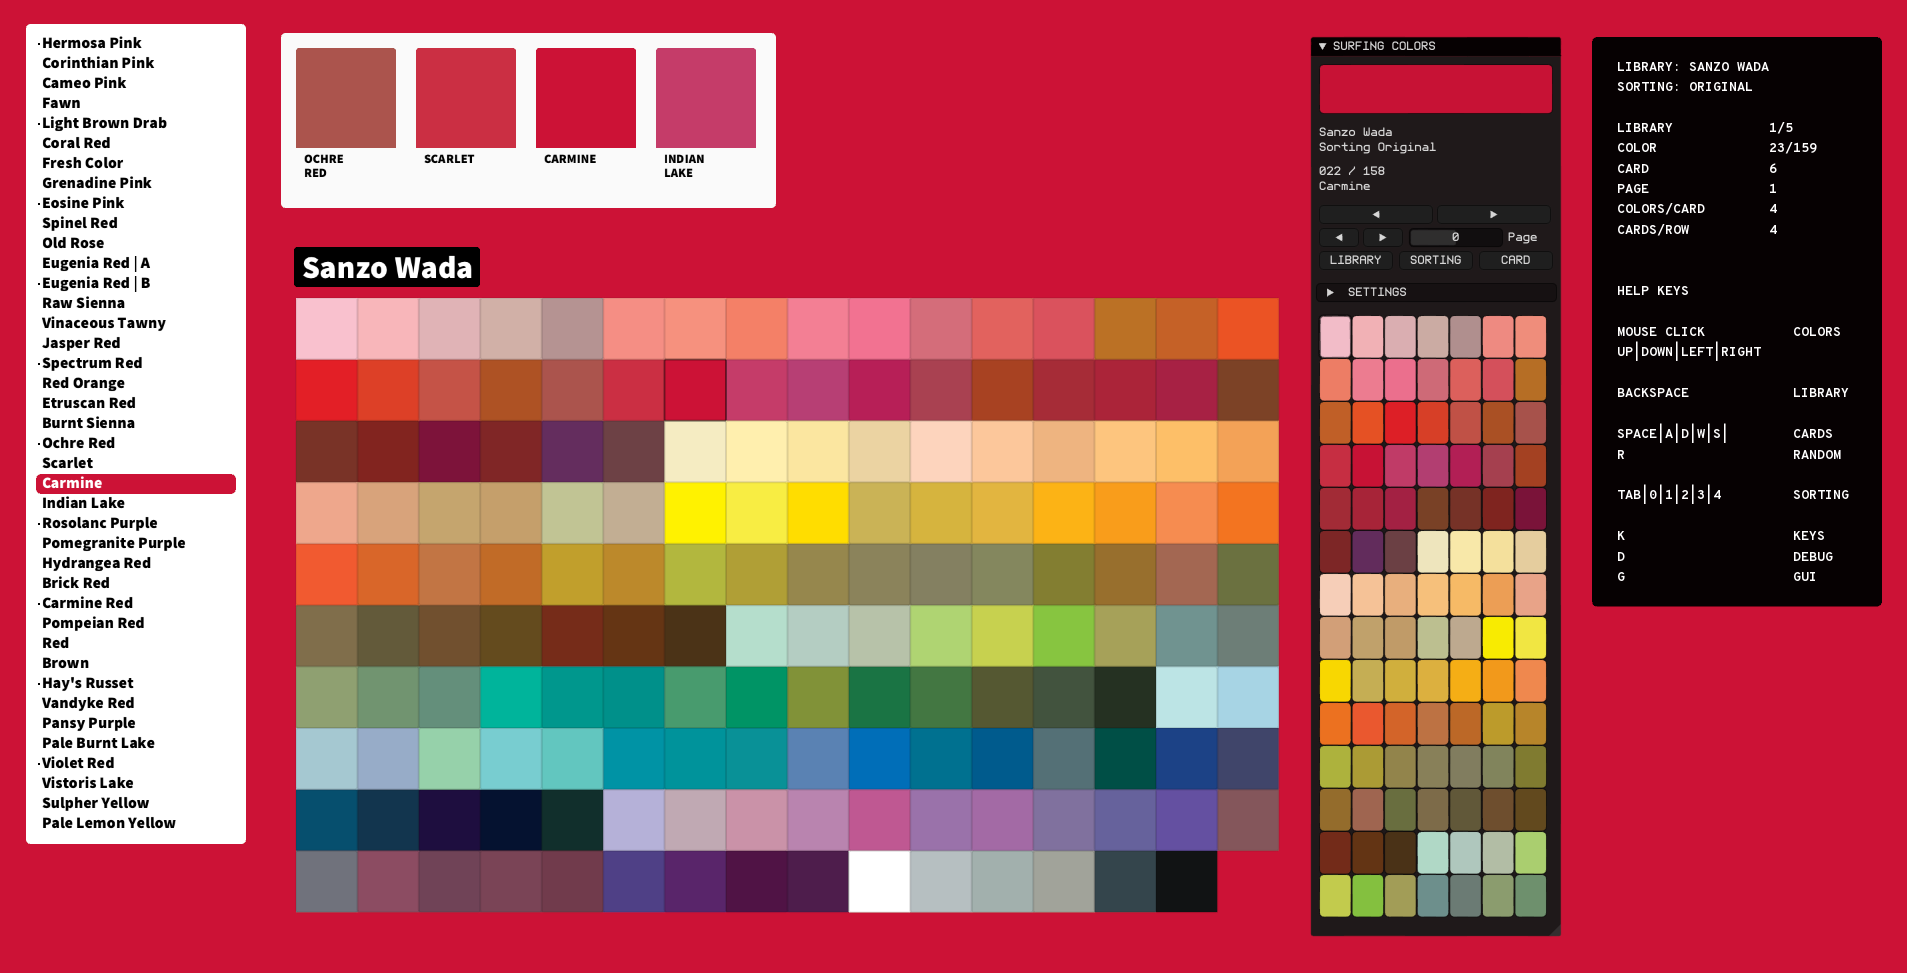 ·Hermosa Pink
Corinthian Pink
Cameo Pink
Fawn
·Light Brown Drab
Coral Red
Fresh Color
Grenadine Pink
·Eosine Pink
Spinel Red
Old Rose
Eugenia Red | A
·Eugenia Red | B
Raw Sienna
Vinaceous Tawny
Jasper Red
·Spectrum Red
Red Orange
Etruscan Red
Burnt Sienna
·Ochre Red
Scarlet
Carmine
Indian Lake
·Rosolanc Purple
Pomegranite Purple
Hydrangea Red
Brick Red
·Carmine Red
Pompeian Red
Red
Brown
·Hay's Russet
Vandyke Red
Pansy Purple
Pale Burnt Lake
·Violet Red
Vistoris Lake
Sulpher Yellow
Pale Lemon Yellow
OCHRE
RED
SCARLET
CARMINE
INDIAN
LAKE
Sanzo Wada
▼ SURFING COLORS
Sanzo Wada
Sorting Original
022 / 158
Carmine
◀ ▶
◀ ▶ 0 Page
LIBRARY SORTING CARD
▶ SETTINGS
LIBRARY: SANZO WADA
SORTING: ORIGINAL
LIBRARY 1/5
COLOR 23/159
CARD 6
PAGE 1
COLORS/CARD 4
CARDS/ROW 4
HELP KEYS
MOUSE CLICK COLORS
UP|DOWN|LEFT|RIGHT
BACKSPACE LIBRARY
SPACE|A|D|W|S| CARDS
R RANDOM
TAB|0|1|2|3|4 SORTING
K KEYS
D DEBUG
G GUI